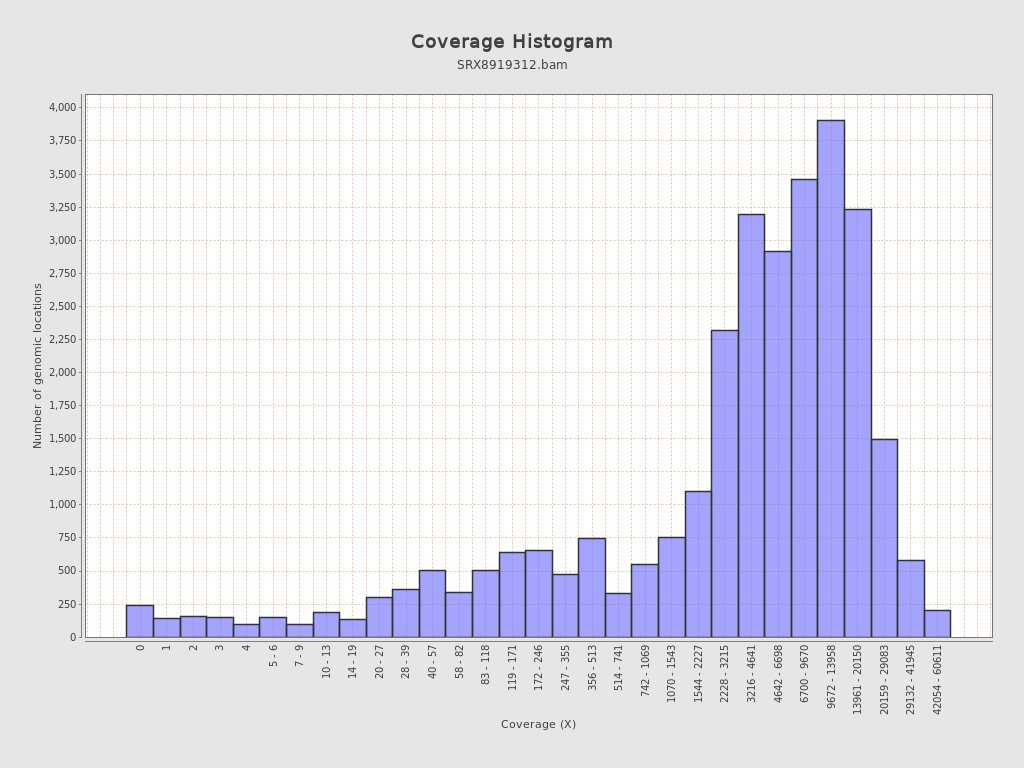 Coverage Histogram
SRX8919312.bam
4,000
3,750
3,500
3,250
3,000
2,750
2,500
2,250
2,000
1,750
1,500
1,250
1,000
750
500
250
0
Number of genomic locations
0
1
2
3
4
5 - 6
7 - 9
10 - 13
14 - 19
20 - 27
28 - 39
40 - 57
58 - 82
83 - 118
119 - 171
172 - 246
247 - 355
356 - 513
514 - 741
742 - 1069
1070 - 1543
1544 - 2227
2228 - 3215
3216 - 4641
4642 - 6698
6700 - 9670
9672 - 13958
13961 - 20150
20159 - 29083
29132 - 41945
42054 - 60611
Coverage (X)